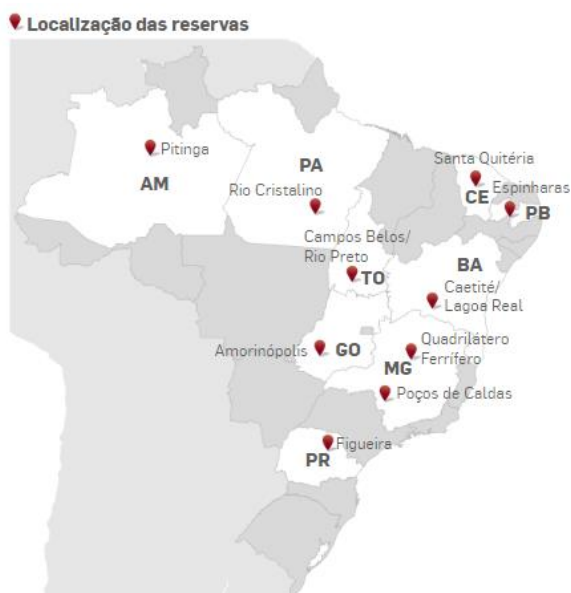 Localização das reservas
Pitinga
AM
PA
Rio Cristalino
Santa Quitéria
CE
Espinharas
PB
Campos Belos/
Rio Preto
TO
BA
Caetité/
Lagoa Real
Amorinópolis
GO
Quadrilátero
Ferrífero
MG
Poços de Caldas
Figueira
PR